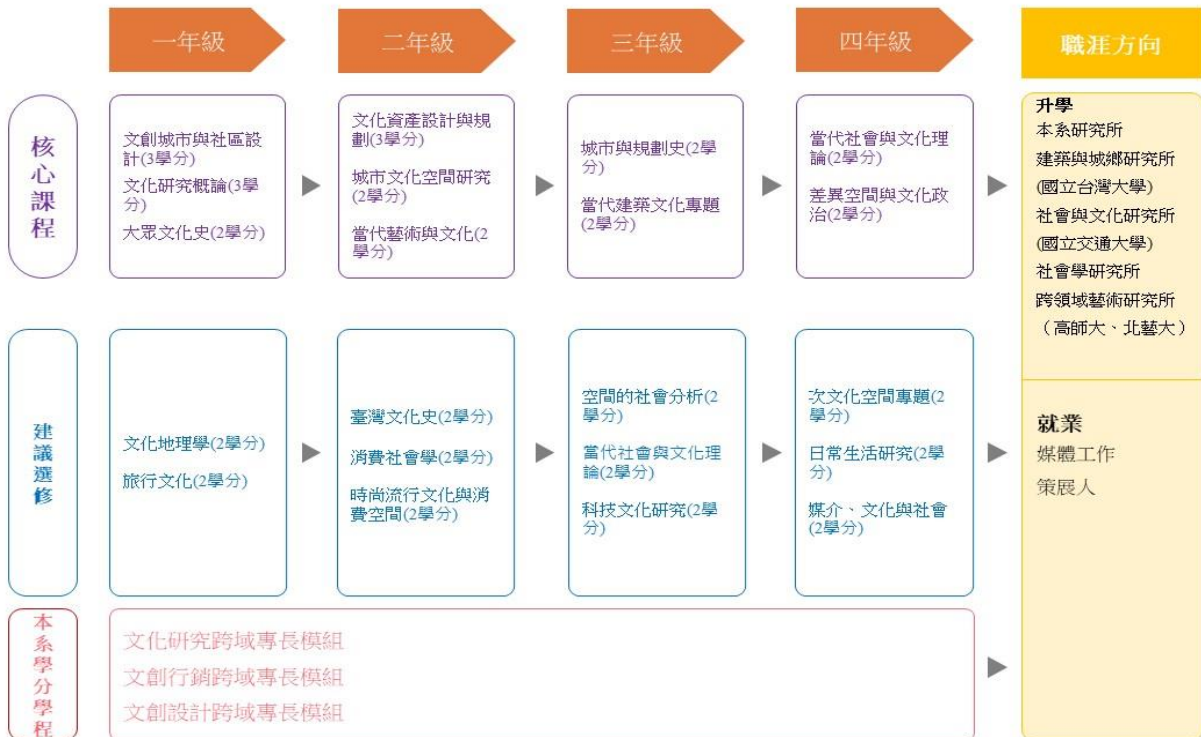 一年級
二年級
三年級
四年級
職涯方向
核
心
課
程
文創城市與社區設
計(3學分)
文化研究概論(3學
分)
大眾文化史(2學分)
文化資產設計與規
劃(3學分)
城市文化空間研究
(2學分)
當代藝術與文化(2
學分)
城市與規劃史(2學
分)
當代建築文化專題
(2學分)
當代社會與文化理
論(2學分)
差異空間與文化政
治(2學分)
升學
本系研究所
建築與城鄉研究所
(國立台灣大學)
社會與文化研究所
(國立交通大學)
社會學研究所
跨領域藝術研究所
（高師大、北藝大）
建
議
選
修
文化地理學(2學分)
旅行文化(2學分)
臺灣文化史(2學分)
消費社會學(2學分)
時尚流行文化與消
費空間(2學分)
空間的社會分析(2
學分)
當代社會與文化理
論(2學分)
科技文化研究(2學
分)
次文化空間專題(2
學分)
日常生活研究(2學
分)
媒介、文化與社會
(2學分)
就業
媒體工作
策展人
本
系
學
分
學
程
文化研究跨域專長模組
文創行銷跨域專長模組
文創設計跨域專長模組